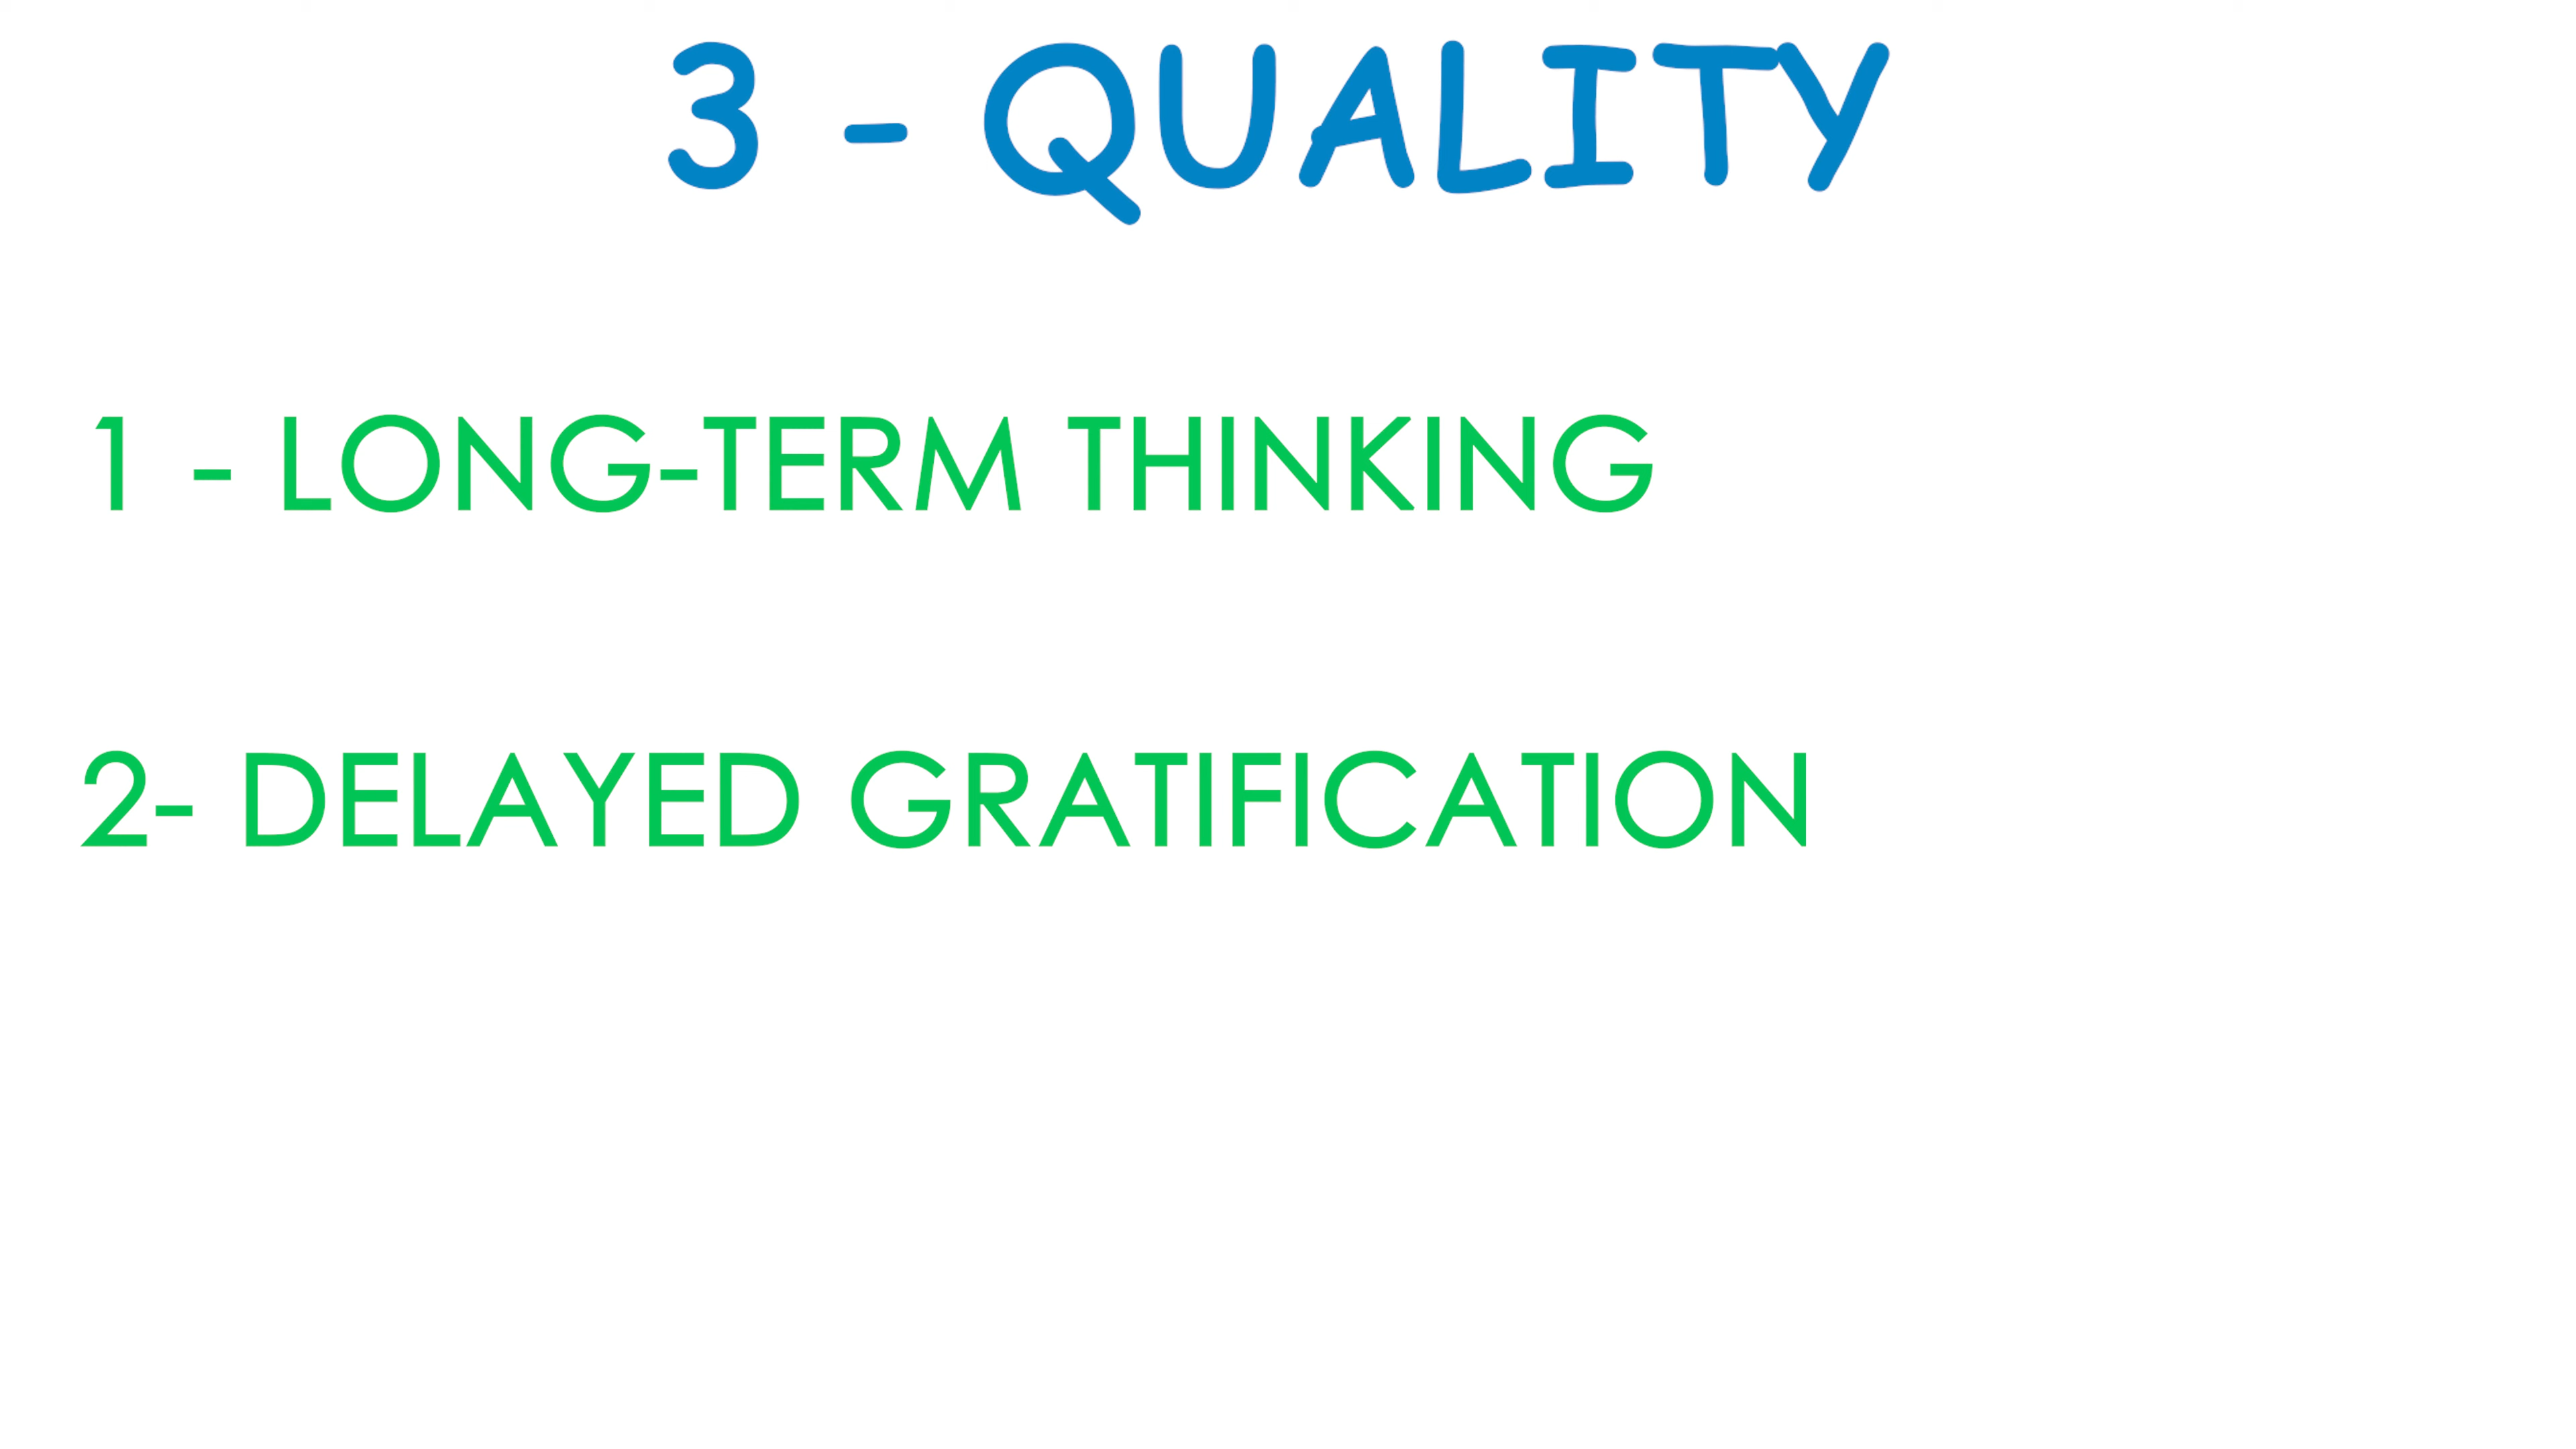 3 - QUALITY
1 - LONG-TERM THINKING
2- DELAYED GRATIFICATION